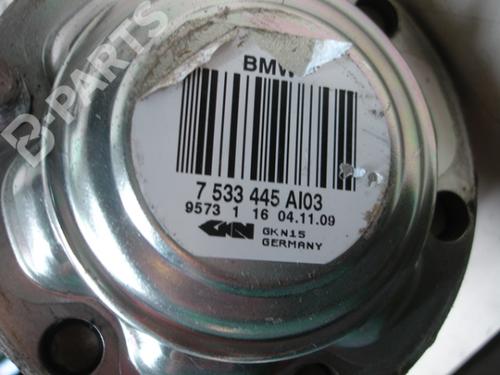 B-PARTS
BMW
7 533 445 AI03
9573 1 16 04.11.09
GKN
GKN15
GERMANY